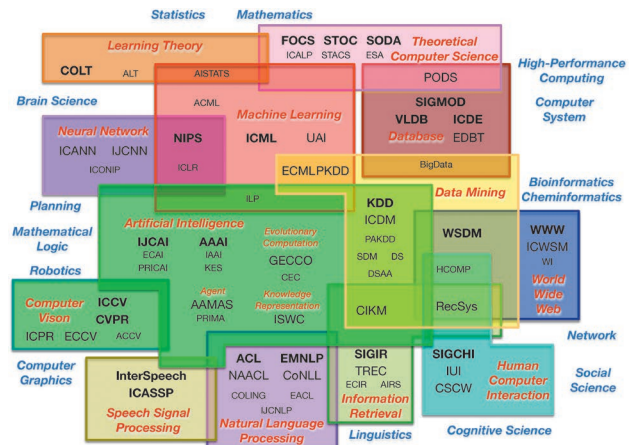 Statistics Mathematics
Learning Theory
COLT ALT AISTATS
FOCS STOC SODA Theoretical
ICALP STACS ESA Computer Science
PODS
High-Performance
Computing
Brain Science
ACML
Machine Learning
SIGMOD
VLDB ICDE
Database EDBT
Computer
System
Neural Network
ICANN IJCNN
ICONIP
NIPS ICML UAI
ICLR
ECMLPKDD
BigData
Data Mining
Bioinformatics
Cheminformatics
Planning
ILP
Mathematical
Logic
Artificial Intelligence
IJCAI AAAI
ECAI IAAI
PRICAI KES
Evolutionary
Computation
GECCO
CEC
KDD
ICDM
PAKDD
SDM DS
DSAA
WSDM
HCOMP
WWW
ICWSM
WI
World
Wide
Web
Robotics
Computer
Vison
ICCV
CVPR
ICPR ECCV ACCV
Agent
AAMAS
PRIMA
Knowledge
Representation
ISWC
CIKM
RecSys
Network
Computer
Graphics
InterSpeech
ICASSP
Speech Signal
Processing
ACL EMNLP
NAACL CoNLL
COLING EACL
IJCNLP
Natural Language
Processing
SIGIR
TREC
ECIR AIRS
Information
Retrieval
SIGCHI
IUI
CSCW
Human
Computer
Interaction
Social
Science
Linguistics
Cognitive Science